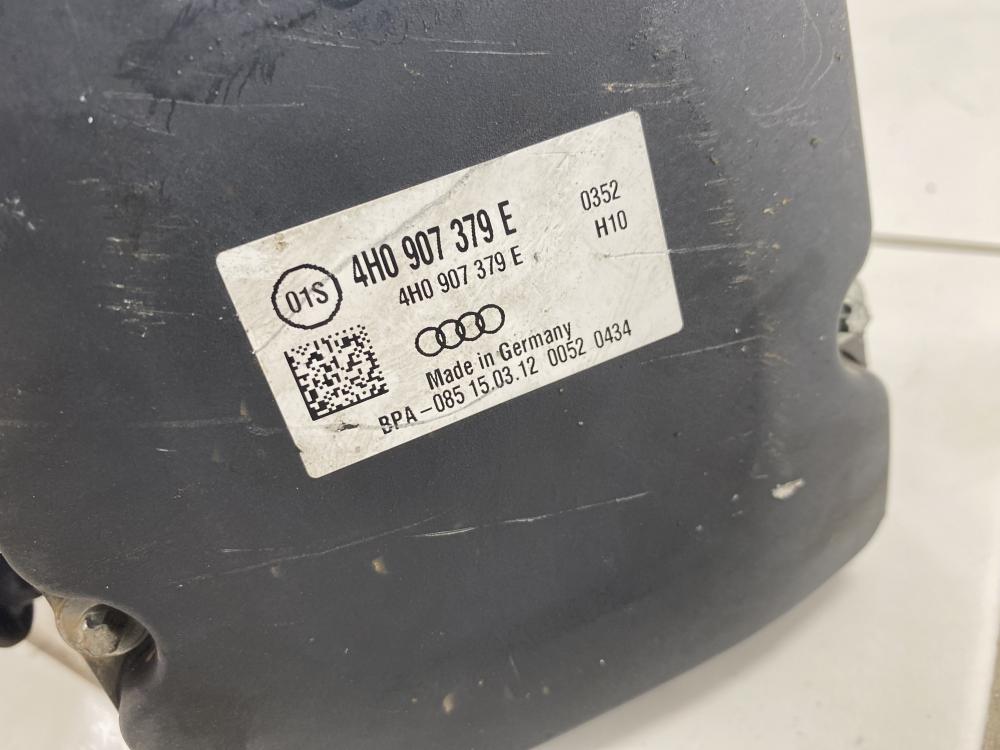 01S
4H0 907 379 E
0352
4H0 907 379 E
H10
Made in Germany
BPA-085 15.03.12 0052 0434